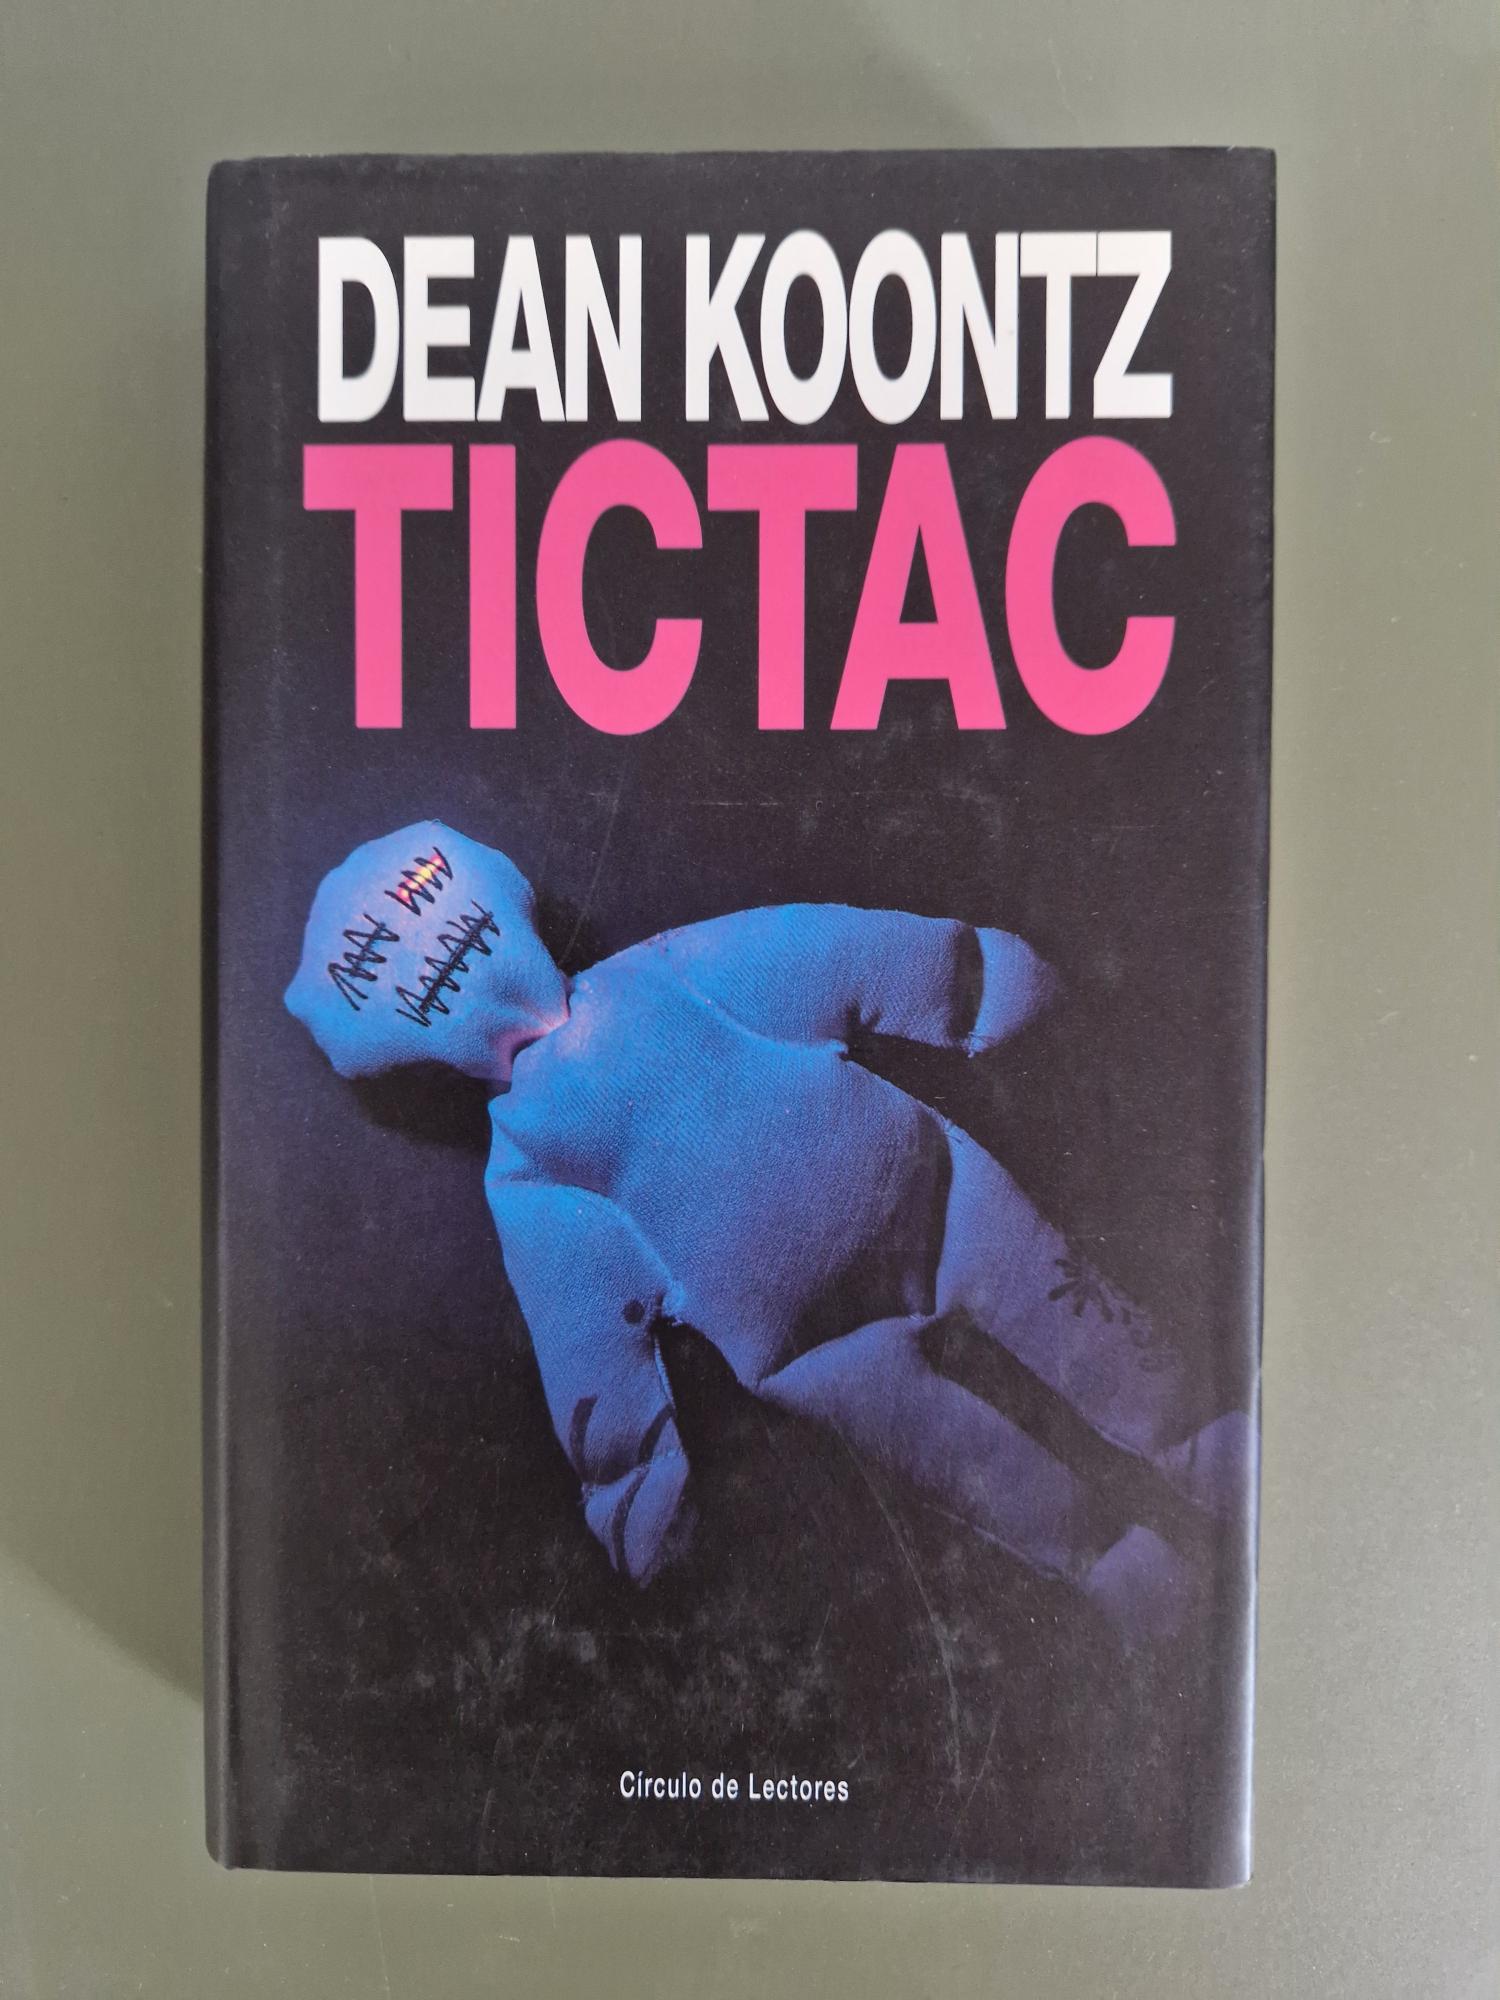 DEAN KOONTZ
TICTAC
Círculo de Lectores